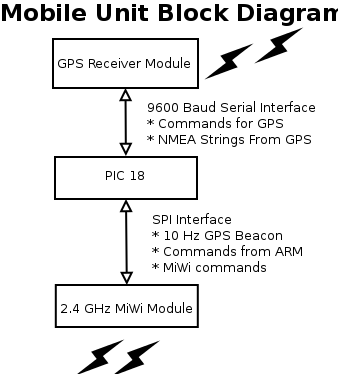 Mobile Unit Block Diagram
GPS Receiver Module
9600 Baud Serial Interface
* Commands for GPS
* NMEA Strings From GPS
PIC 18
SPI Interface
* 10 Hz GPS Beacon
* Commands from ARM
* MiWi commands
2.4 GHz MiWi Module